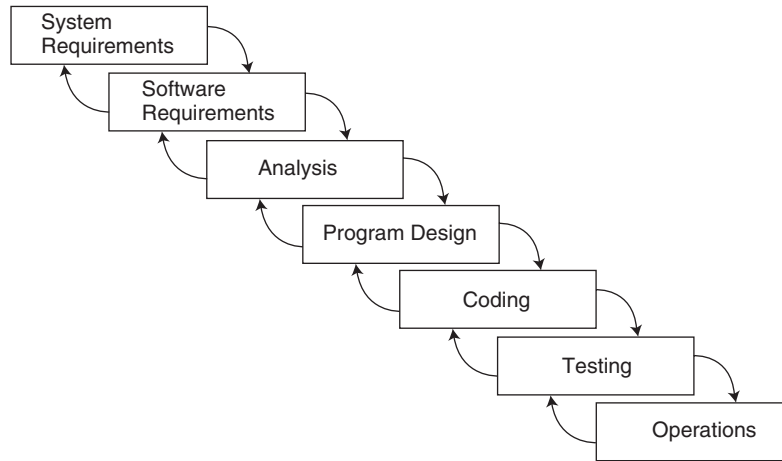 System
Requirements
Software
Requirements
Analysis
Program Design
Coding
Testing
Operations